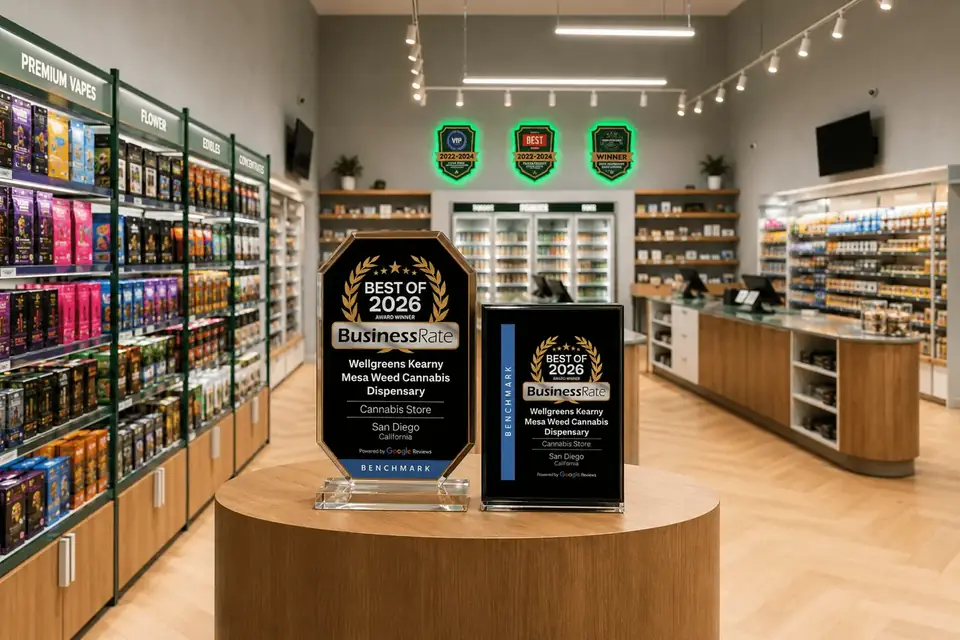 PREMIUM VAPES
FLOWER
EDIBLES
CONCENTRATES
VIP
2022-2024
BEST
2022-2024
WINNER
BEST OF
2026
AWARD WINNER
BusinessRate
Wellgreens Kearny
Mesa Weed Cannabis
Dispensary
Cannabis Store
San Diego
California
Powered by Google Reviews
BENCHMARK
BENCHMARK
BEST OF
2026
AWARD WINNER
BusinessRate
Wellgreens Kearny
Mesa Weed Cannabis
Dispensary
Cannabis Store
San Diego
California
Powered by Google Reviews